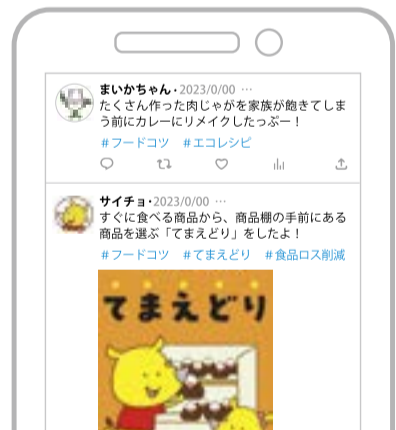 まいかちゃん・2023/0/00 …
たくさん作った肉じゃがを家族が飽きてしま
う前にカレーにリメイクしたっぷー！
#フードコツ #エコレシピ
サイチョ・2023/0/00 …
すぐに食べる商品から、商品棚の手前にある
商品を選ぶ「てまえどり」をしたよ！
#フードコツ #てまえどり #食品ロス削減
てまえどり